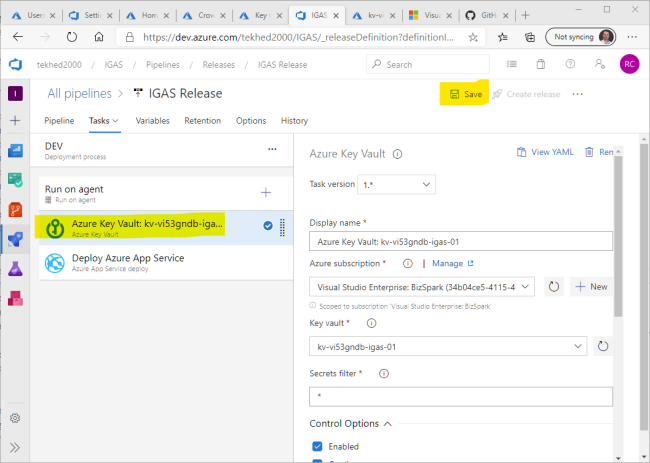 Users
Settin
Home
Crow
Key v
IGAS
kv-vi
Visua
GitH
https://dev.azure.com/tekhed2000/IGAS/_releaseDefinition?definitionI...
Not syncing
tekhed2000 / IGAS / Pipelines / Releases / IGAS Release
Search
RC
I
All pipelines > IGAS Release
Save
Create release
Pipeline Tasks Variables Retention Options History
DEV
Deployment process
Run on agent
Run on agent
Azure Key Vault: kv-vi53gndb-iga...
Azure Key Vault
Deploy Azure App Service
Azure App Service deploy
Azure Key Vault
View YAML
Rem
Task version 1.*
Display name *
Azure Key Vault: kv-vi53gndb-igas-01
Azure subscription * | Manage
Visual Studio Enterprise: BizSpark (34b04ce5-4115-4
New
Scoped to subscription 'Visual Studio Enterprise: BizSpark'
Key vault *
kv-vi53gndb-igas-01
Secrets filter *
*
Control Options
Enabled